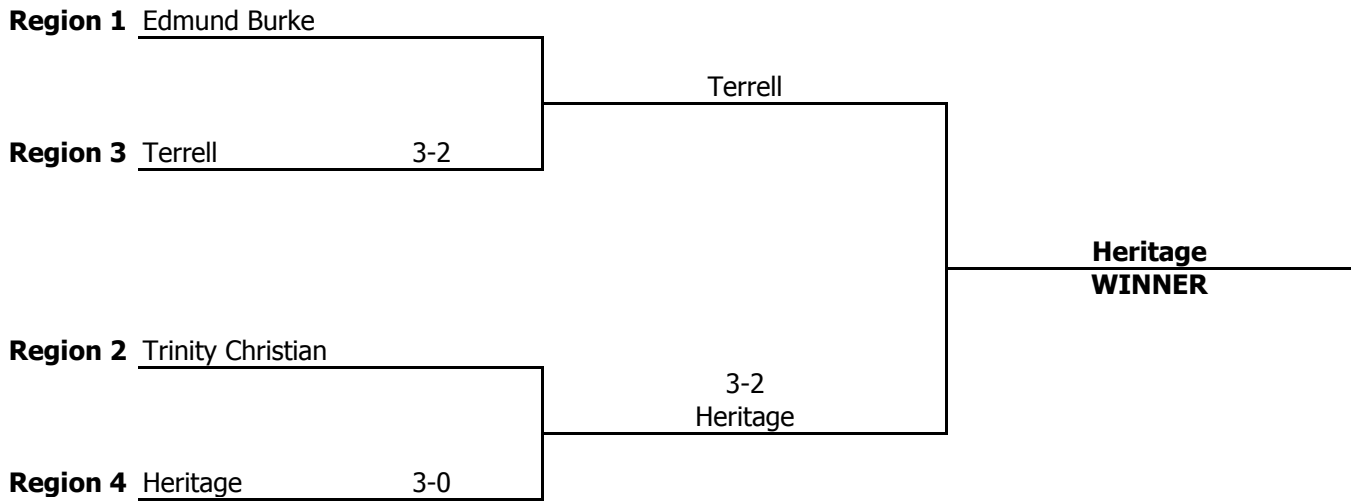 Region 1 Edmund Burke
Terrell
Region 3 Terrell 3-2
Heritage
WINNER
Region 2 Trinity Christian
3-2
Heritage
Region 4 Heritage 3-0